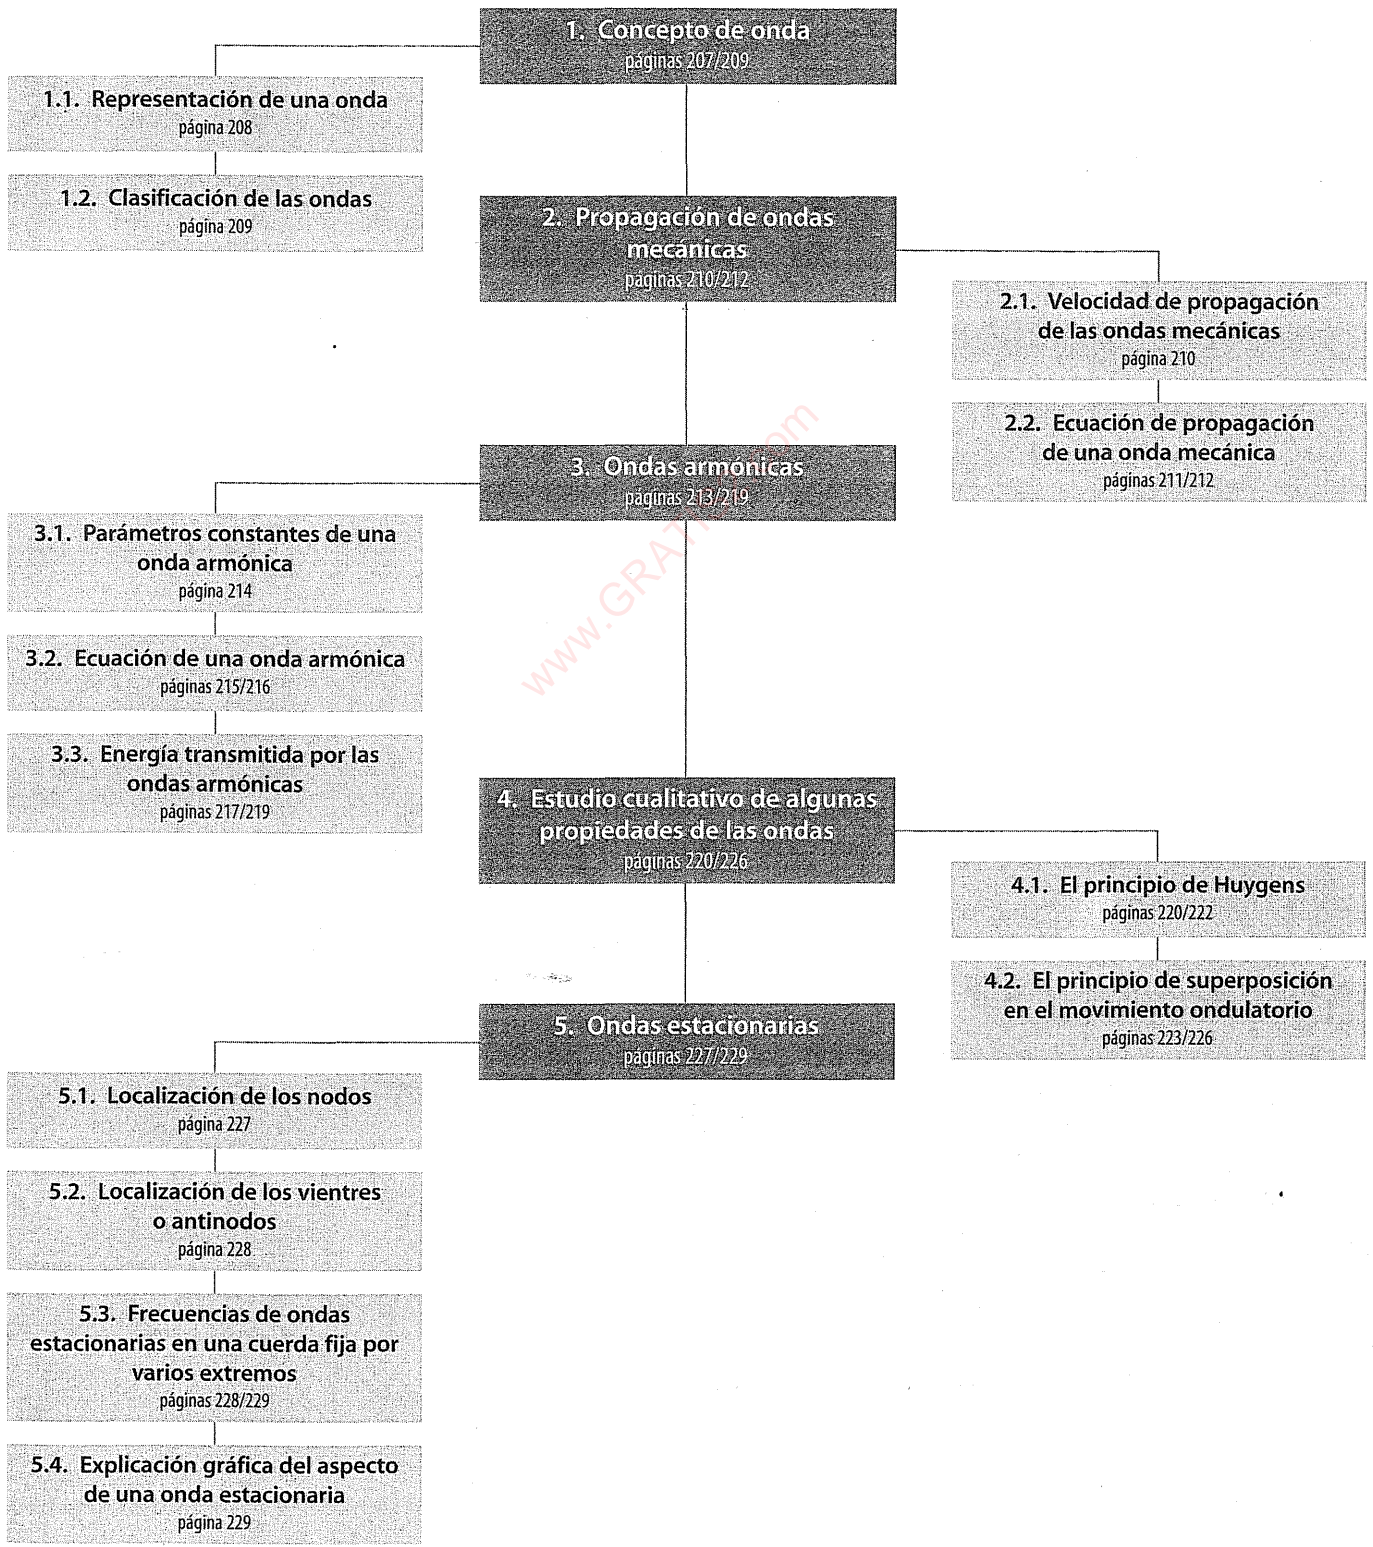 1. Concepto de onda
páginas 207/209
1.1. Representación de una onda
página 208
1.2. Clasificación de las ondas
página 209
2. Propagación de ondas
mecánicas
páginas 210/212
2.1. Velocidad de propagación
de las ondas mecánicas
página 210
2.2. Ecuación de propagación
de una onda mecánica
páginas 211/212
3. Ondas armónicas
páginas 213/219
3.1. Parámetros constantes de una
onda armónica
página 214
3.2. Ecuación de una onda armónica
páginas 215/216
3.3. Energía transmitida por las
ondas armónicas
páginas 217/219
4. Estudio cualitativo de algunas
propiedades de las ondas
páginas 220/226
4.1. El principio de Huygens
páginas 220/222
4.2. El principio de superposición
en el movimiento ondulatorio
páginas 223/226
5. Ondas estacionarias
páginas 227/229
5.1. Localización de los nodos
página 227
5.2. Localización de los vientres
o antinodos
página 228
5.3. Frecuencias de ondas
estacionarias en una cuerda fija por
varios extremos
páginas 228/229
5.4. Explicación gráfica del aspecto
de una onda estacionaria
página 229